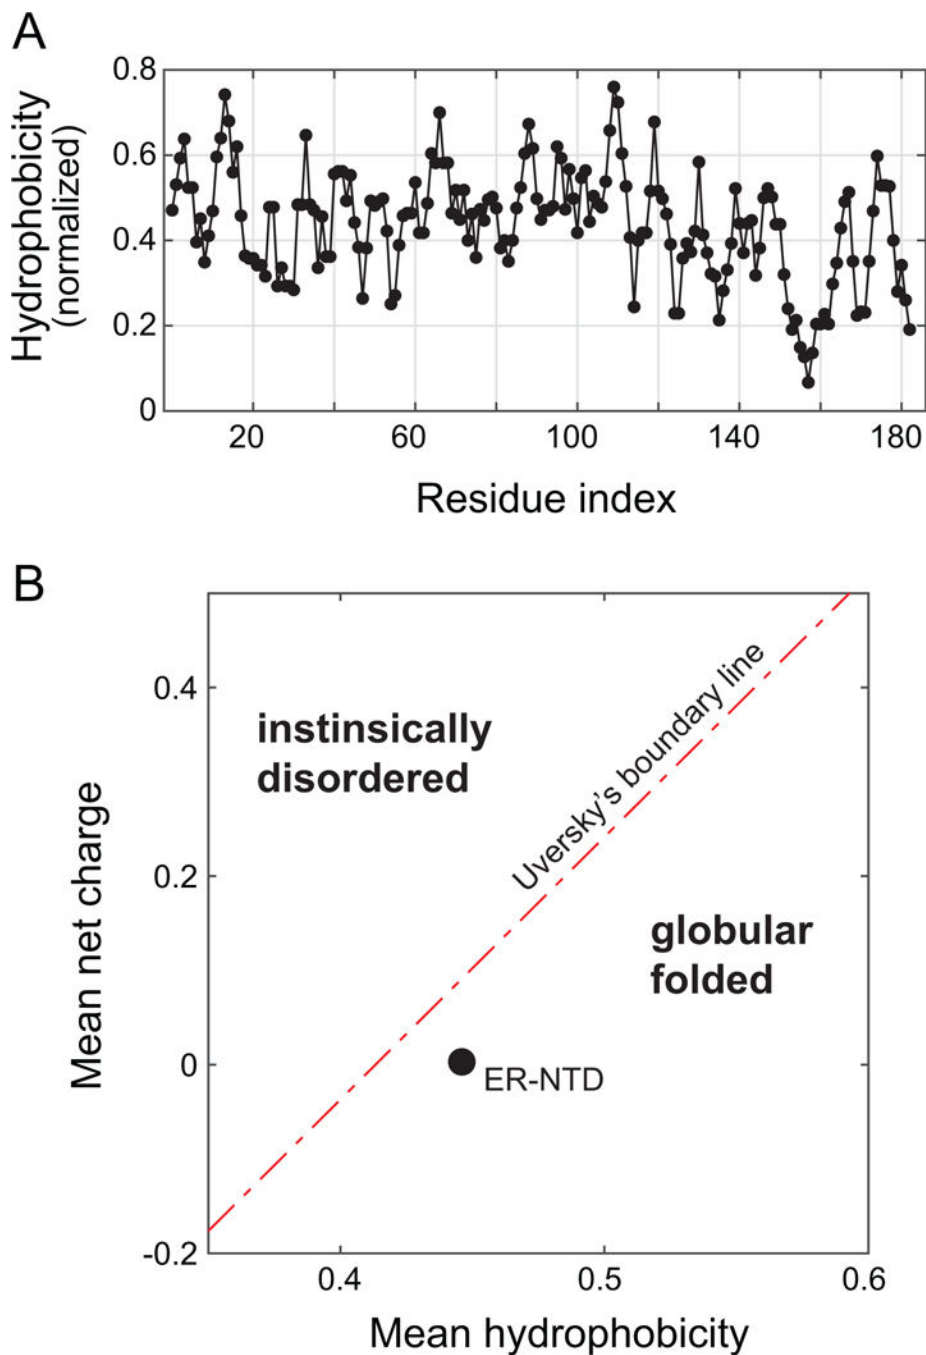 A
Hydrophobicity
(normalized)
0.8
0.6
0.4
0.2
0
20
60
100
140
180
Residue index
B
Mean net charge
0.4
0.2
0
-0.2
instinsically
disordered
Uversky's boundary line
globular
folded
ER-NTD
0.4
0.5
0.6
Mean hydrophobicity